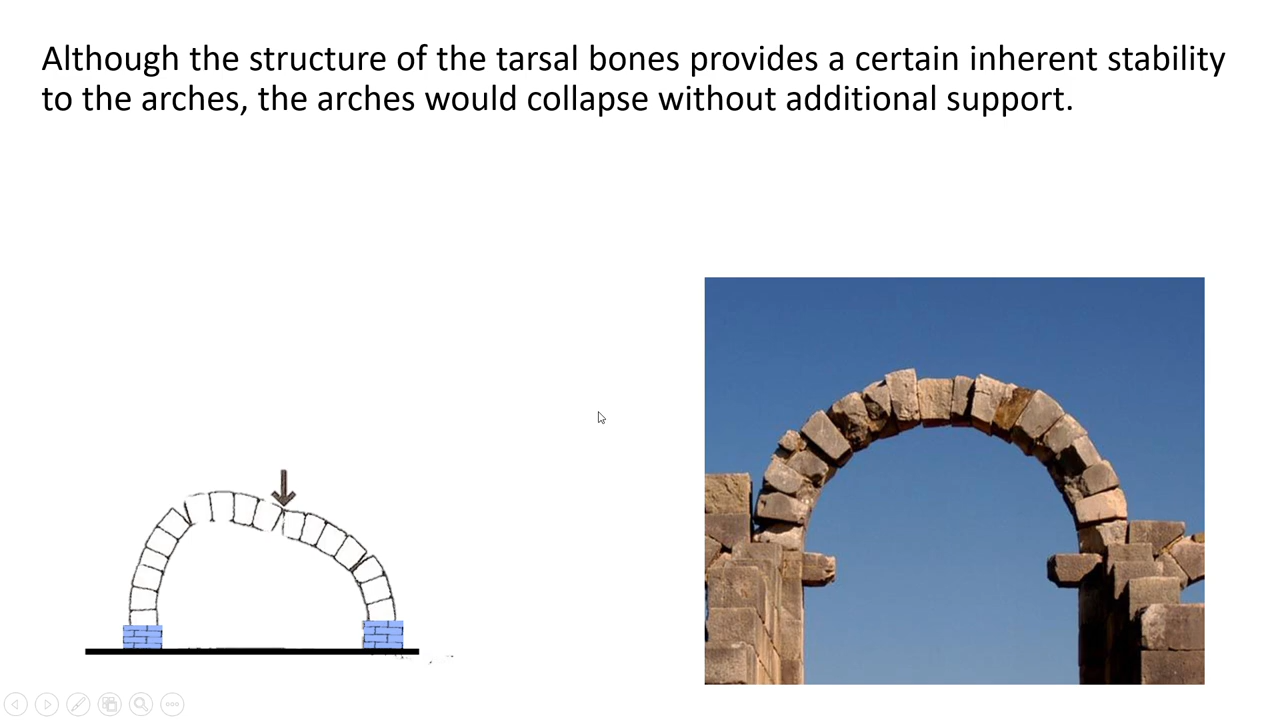 Although the structure of the tarsal bones provides a certain inherent stability
to the arches, the arches would collapse without additional support.